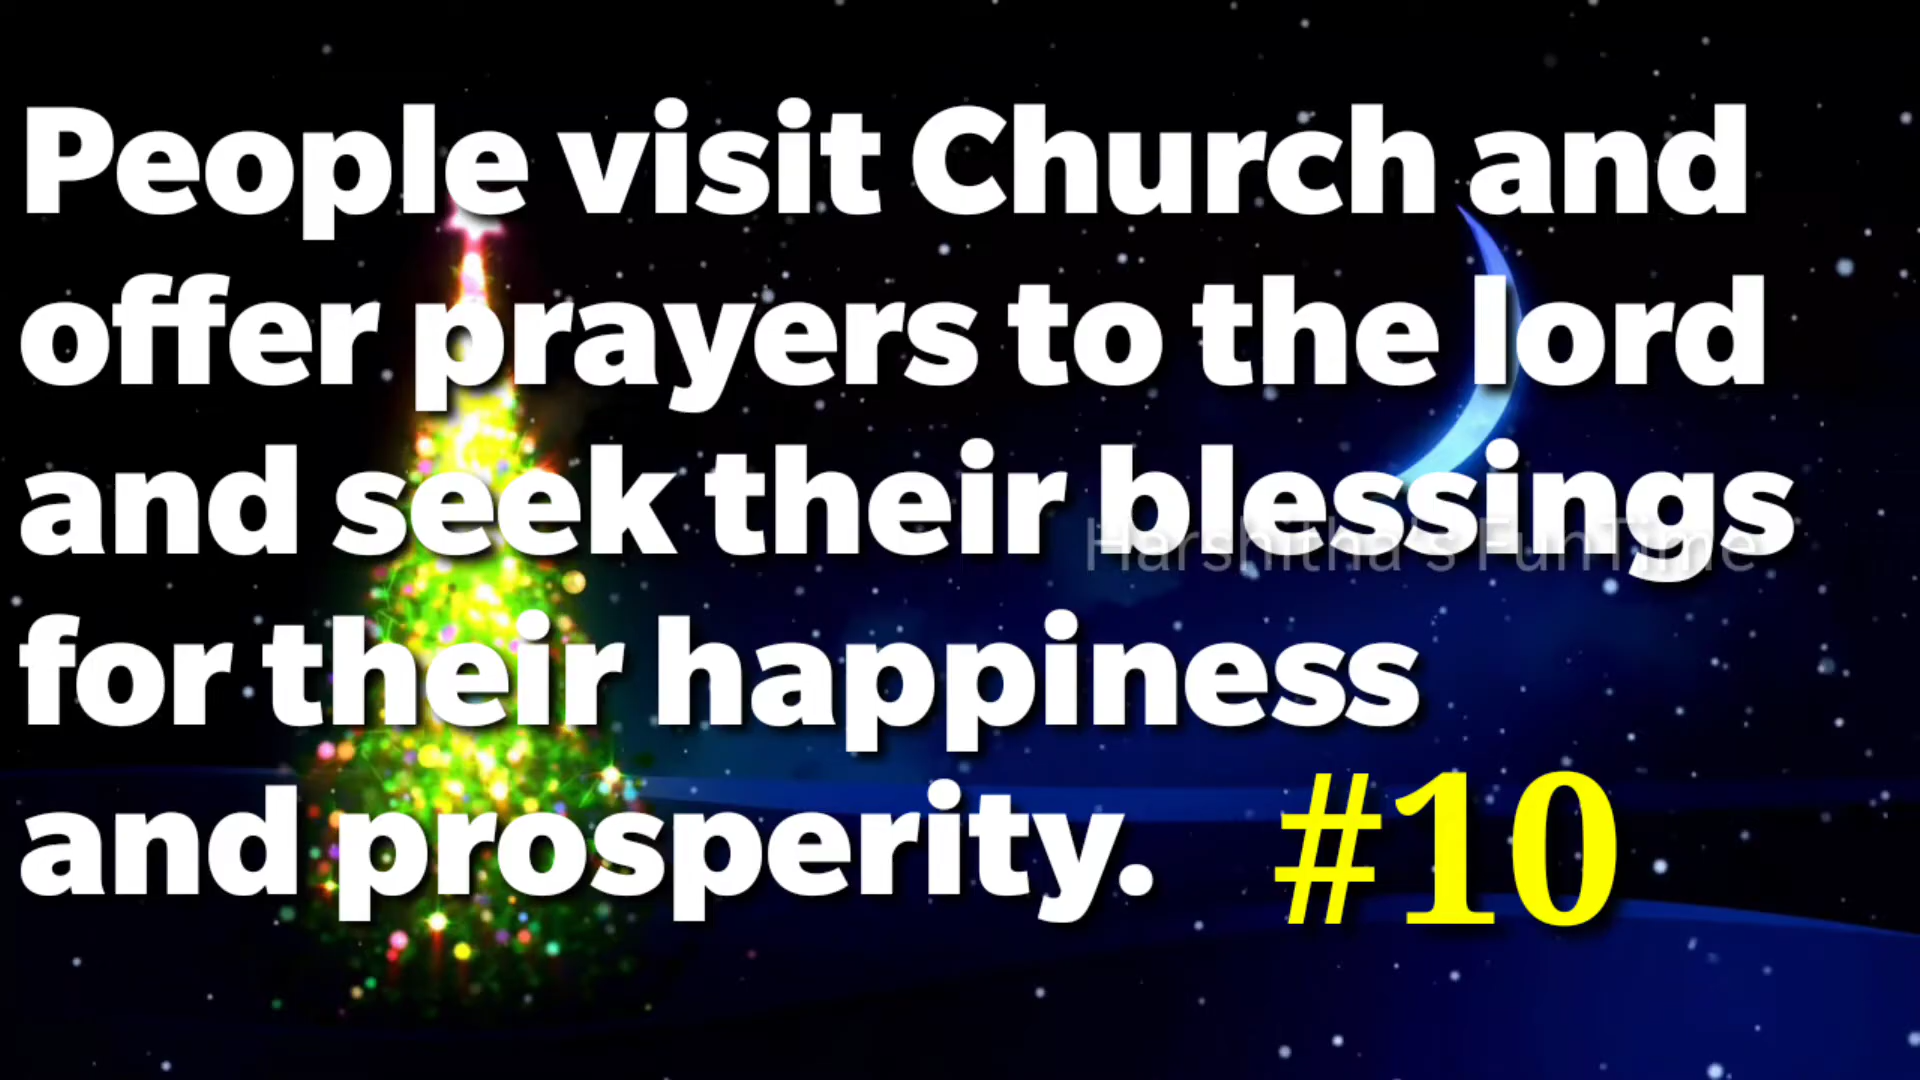 People visit Church and
offer prayers to the lord
and seek their blessings
Harshitha's FunTime
for their happiness
and prosperity.
#10